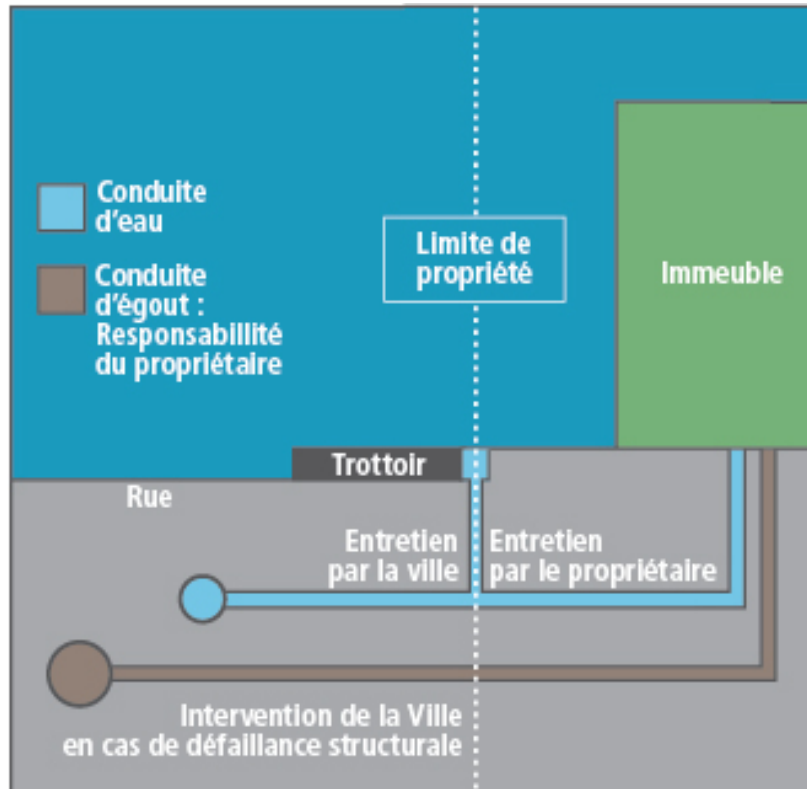 Conduite
d'eau
Conduite
d'égout :
Responsabillité
du propriétaire
Limite de
propriété
Immeuble
Trottoir
Rue
Entretien
par la ville
Entretien
par le propriétaire
Intervention de la Ville
en cas de défaillance structurale